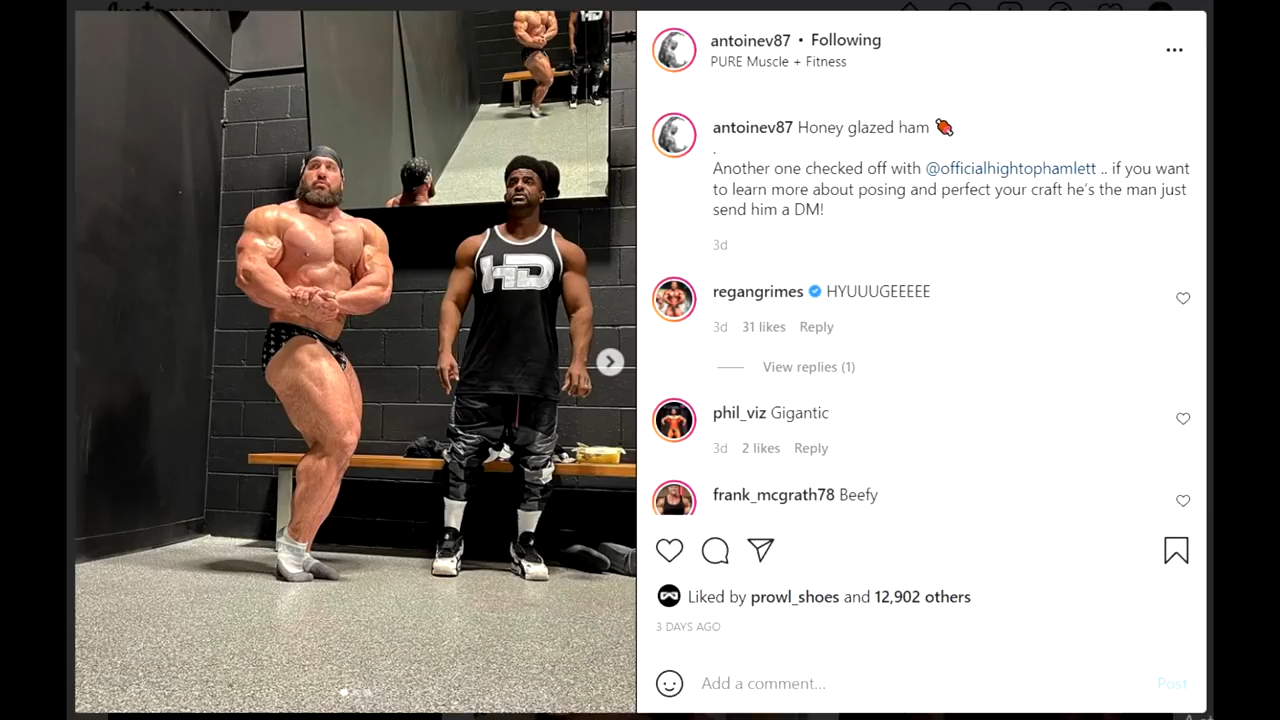 antoinev87 • Following
PURE Muscle + Fitness
antoinev87 Honey glazed ham 🍖
.
Another one checked off with @officialhightophamlett .. if you want
to learn more about posing and perfect your craft he's the man just
send him a DM!
3d
regangrimes HYUUUGEEEEE
3d 31 likes Reply
View replies (1)
phil_viz Gigantic
3d 2 likes Reply
frank_mcgrath78 Beefy
Liked by prowl_shoes and 12,902 others
3 DAYS AGO
Add a comment...
Post
HD
HD